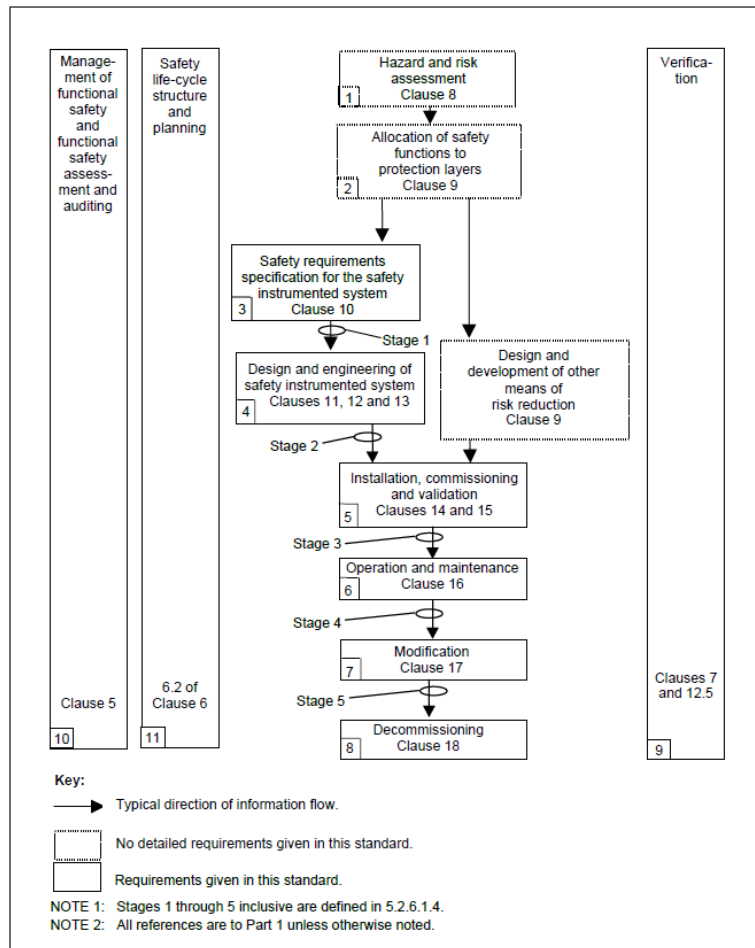 Manage-
ment of
functional
safety
and
functional
safety
assess-
ment and
auditing
Clause 5
10
Safety
life-cycle
structure
and
planning
6.2 of
Clause 6
11
Hazard and risk
assessment
Clause 8
1
Allocation of safety
functions to
protection layers
Clause 9
2
Safety requirements
specification for the safety
instrumented system
Clause 10
3
Stage 1
Design and engineering of
safety instrumented system
Clauses 11, 12 and 13
4
Design and
development of other
means of
risk reduction
Clause 9
Stage 2
Installation, commissioning
and validation
Clauses 14 and 15
5
Stage 3
Operation and maintenance
Clause 16
6
Stage 4
Modification
Clause 17
7
Stage 5
Decommissioning
Clause 18
8
Verifica-
tion
Clauses 7
and 12.5
9
Key:
Typical direction of information flow.
No detailed requirements given in this standard.
Requirements given in this standard.
NOTE 1: Stages 1 through 5 inclusive are defined in 5.2.6.1.4.
NOTE 2: All references are to Part 1 unless otherwise noted.